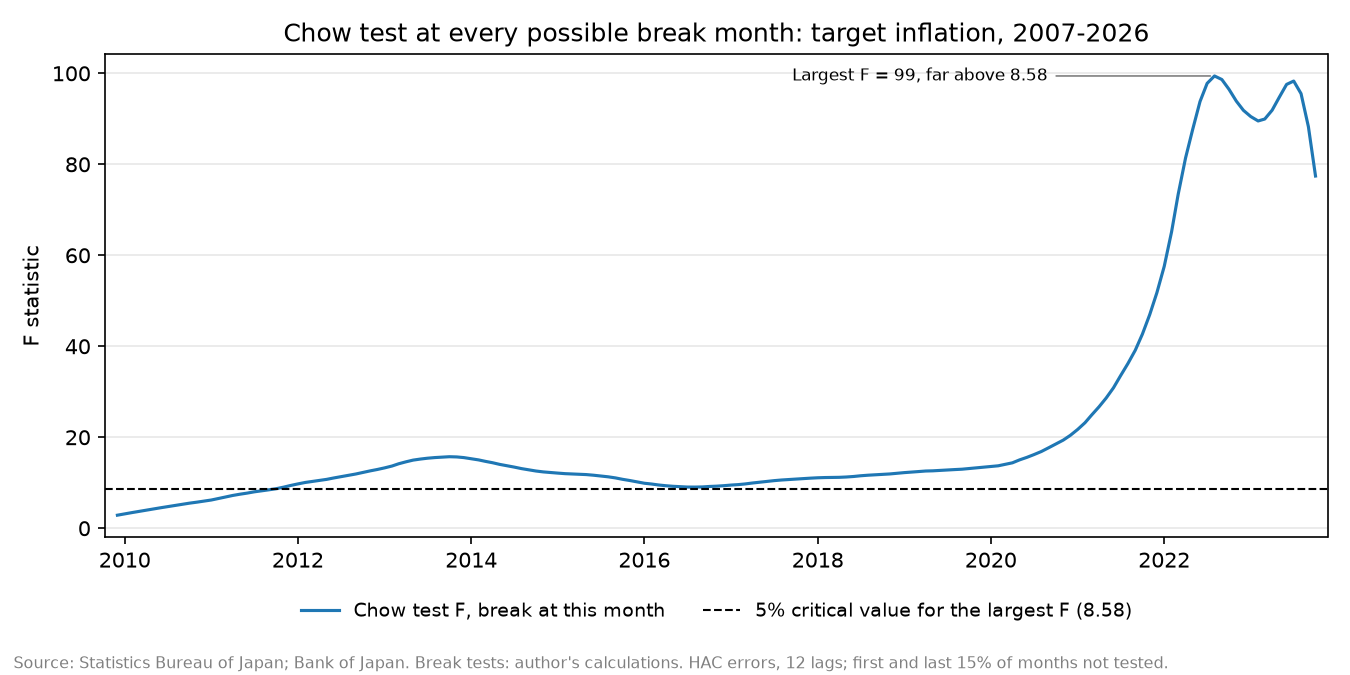 Chow test at every possible break month: target inflation, 2007-2026
Largest F = 99, far above 8.58
100
80
60
40
20
0
F statistic
2010 2012 2014 2016 2018 2020 2022
Chow test F, break at this month 5% critical value for the largest F (8.58)
Source: Statistics Bureau of Japan; Bank of Japan. Break tests: author's calculations. HAC errors, 12 lags; first and last 15% of months not tested.